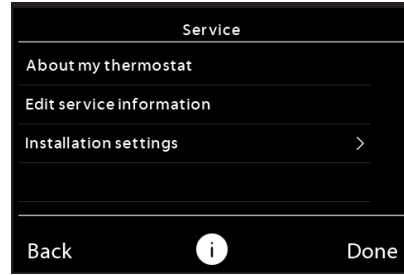 Service
About my thermostat
Edit service information
Installation settings >
Back i Done